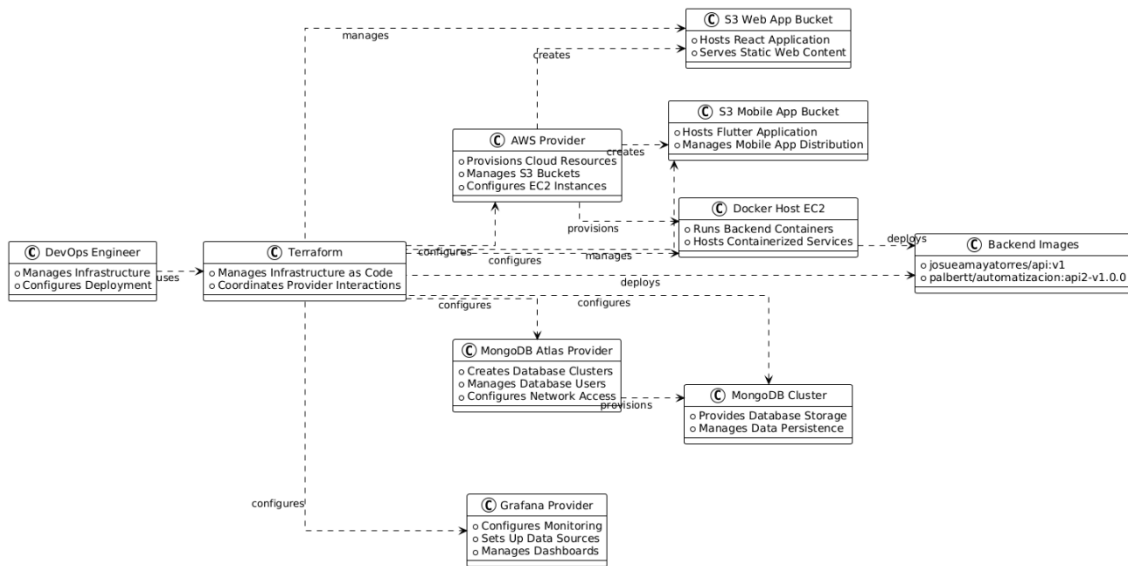 S3 Web App Bucket
Hosts React Application
Serves Static Web Content
manages
creates
S3 Mobile App Bucket
Hosts Flutter Application
Manages Mobile App Distribution
AWS Provider
Provisions Cloud Resources
Manages S3 Buckets
Configures EC2 Instances
creates
Docker Host EC2
Runs Backend Containers
Hosts Containerized Services
provisions
DevOps Engineer
Manages Infrastructure
Configures Deployment
uses
Terraform
Manages Infrastructure as Code
Coordinates Provider Interactions
configures
configures
manages
deploys
Backend Images
josueamayatorres/api:v1
palbertt/automatizacion:api2-v1.0.0
deploys
configures
configures
MongoDB Atlas Provider
Creates Database Clusters
Manages Database Users
Configures Network Access
provisions
MongoDB Cluster
Provides Database Storage
Manages Data Persistence
configures
Grafana Provider
Configures Monitoring
Sets Up Data Sources
Manages Dashboards
C
C
C
C
C
C
C
C
C
C